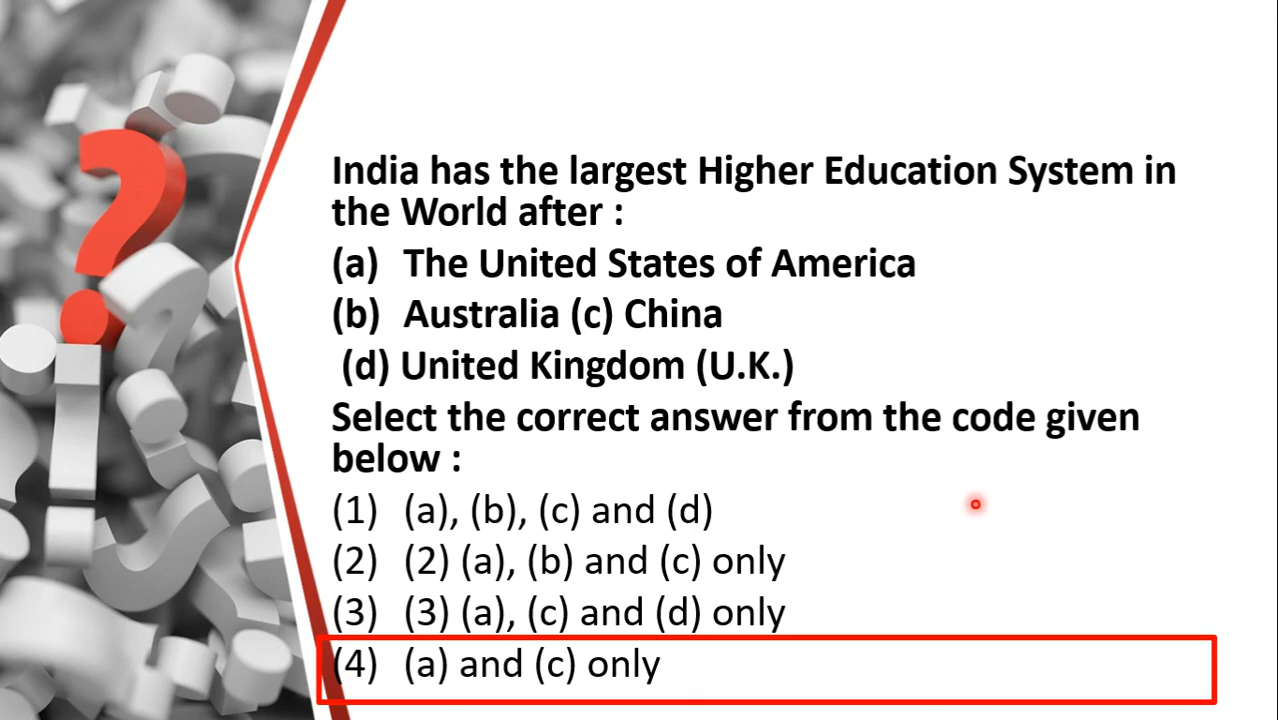 India has the largest Higher Education System in
the World after :
(a) The United States of America
(b) Australia (c) China
(d) United Kingdom (U.K.)
Select the correct answer from the code given
below :
(1) (a), (b), (c) and (d)
(2) (2) (a), (b) and (c) only
(3) (3) (a), (c) and (d) only
(4) (a) and (c) only